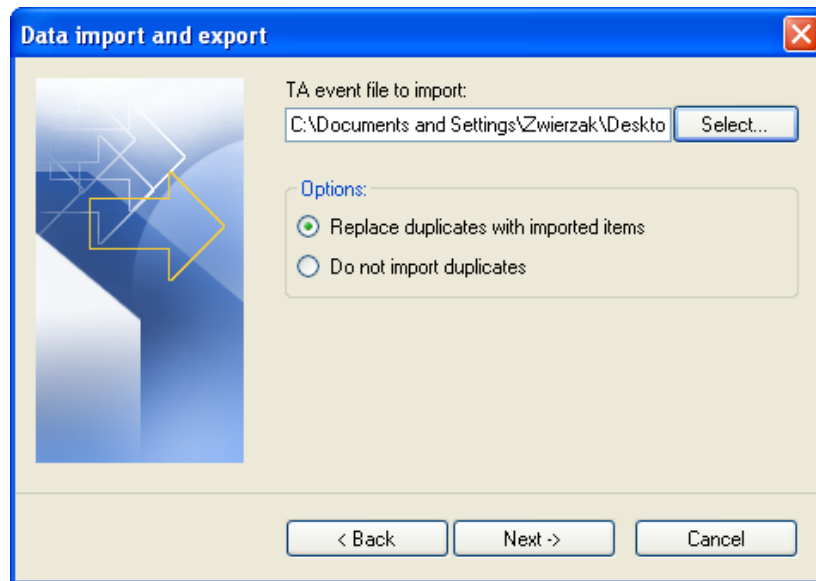 Data import and export
TA event file to import:
C:\Documents and Settings\Zwierzak\Deskto
Select...
Options:
Replace duplicates with imported items
Do not import duplicates
< Back
Next ->
Cancel